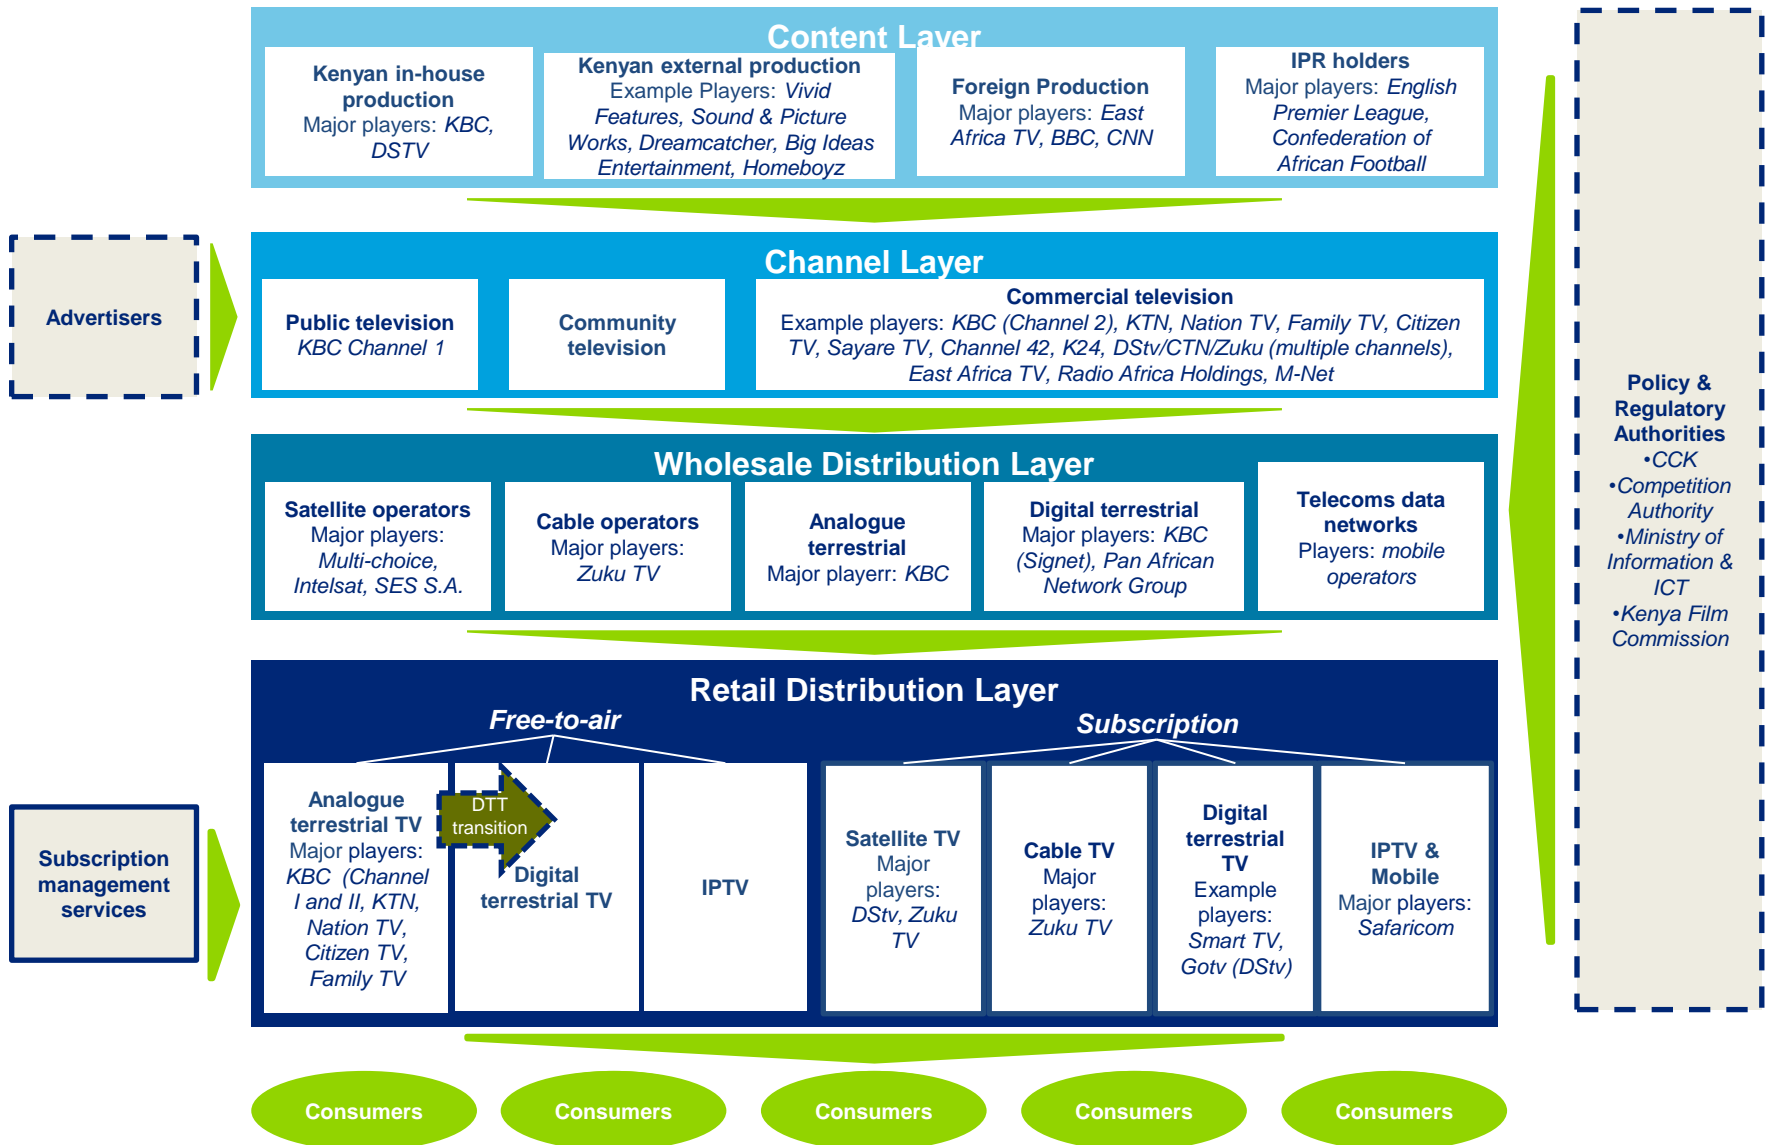 Content Layer
Kenyan in-house
production
Major players: KBC,
DSTV
Kenyan external production
Example Players: Vivid
Features, Sound & Picture
Works, Dreamcatcher, Big Ideas
Entertainment, Homeboyz
Foreign Production
Major players: East
Africa TV, BBC, CNN
IPR holders
Major players: English
Premier League,
Confederation of
African Football
Advertisers
Channel Layer
Public television
KBC Channel 1
Community
television
Commercial television
Example players: KBC (Channel 2), KTN, Nation TV, Family TV, Citizen
TV, Sayare TV, Channel 42, K24, DStv/CTN/Zuku (multiple channels),
East Africa TV, Radio Africa Holdings, M-Net
Policy &
Regulatory
Authorities
•CCK
•Competition
Authority
•Ministry of
Information &
ICT
•Kenya Film
Commission
Wholesale Distribution Layer
Satellite operators
Major players:
Multi-choice,
Intelsat, SES S.A.
Cable operators
Major players:
Zuku TV
Analogue
terrestrial
Major playerr: KBC
Digital terrestrial
Major players: KBC
(Signet), Pan African
Network Group
Telecoms data
networks
Players: mobile
operators
Retail Distribution Layer
Free-to-air
Subscription
Subscription
management
services
Analogue
terrestrial TV
Major players:
KBC (Channel
I and II, KTN,
Nation TV,
Citizen TV,
Family TV
DTT
transition
Digital
terrestrial TV
IPTV
Satellite TV
Major
players:
DStv, Zuku
TV
Cable TV
Major
players:
Zuku TV
Digital
terrestrial
TV
Example
players:
Smart TV,
Gotv (DStv)
IPTV &
Mobile
Major players:
Safaricom
Consumers
Consumers
Consumers
Consumers
Consumers